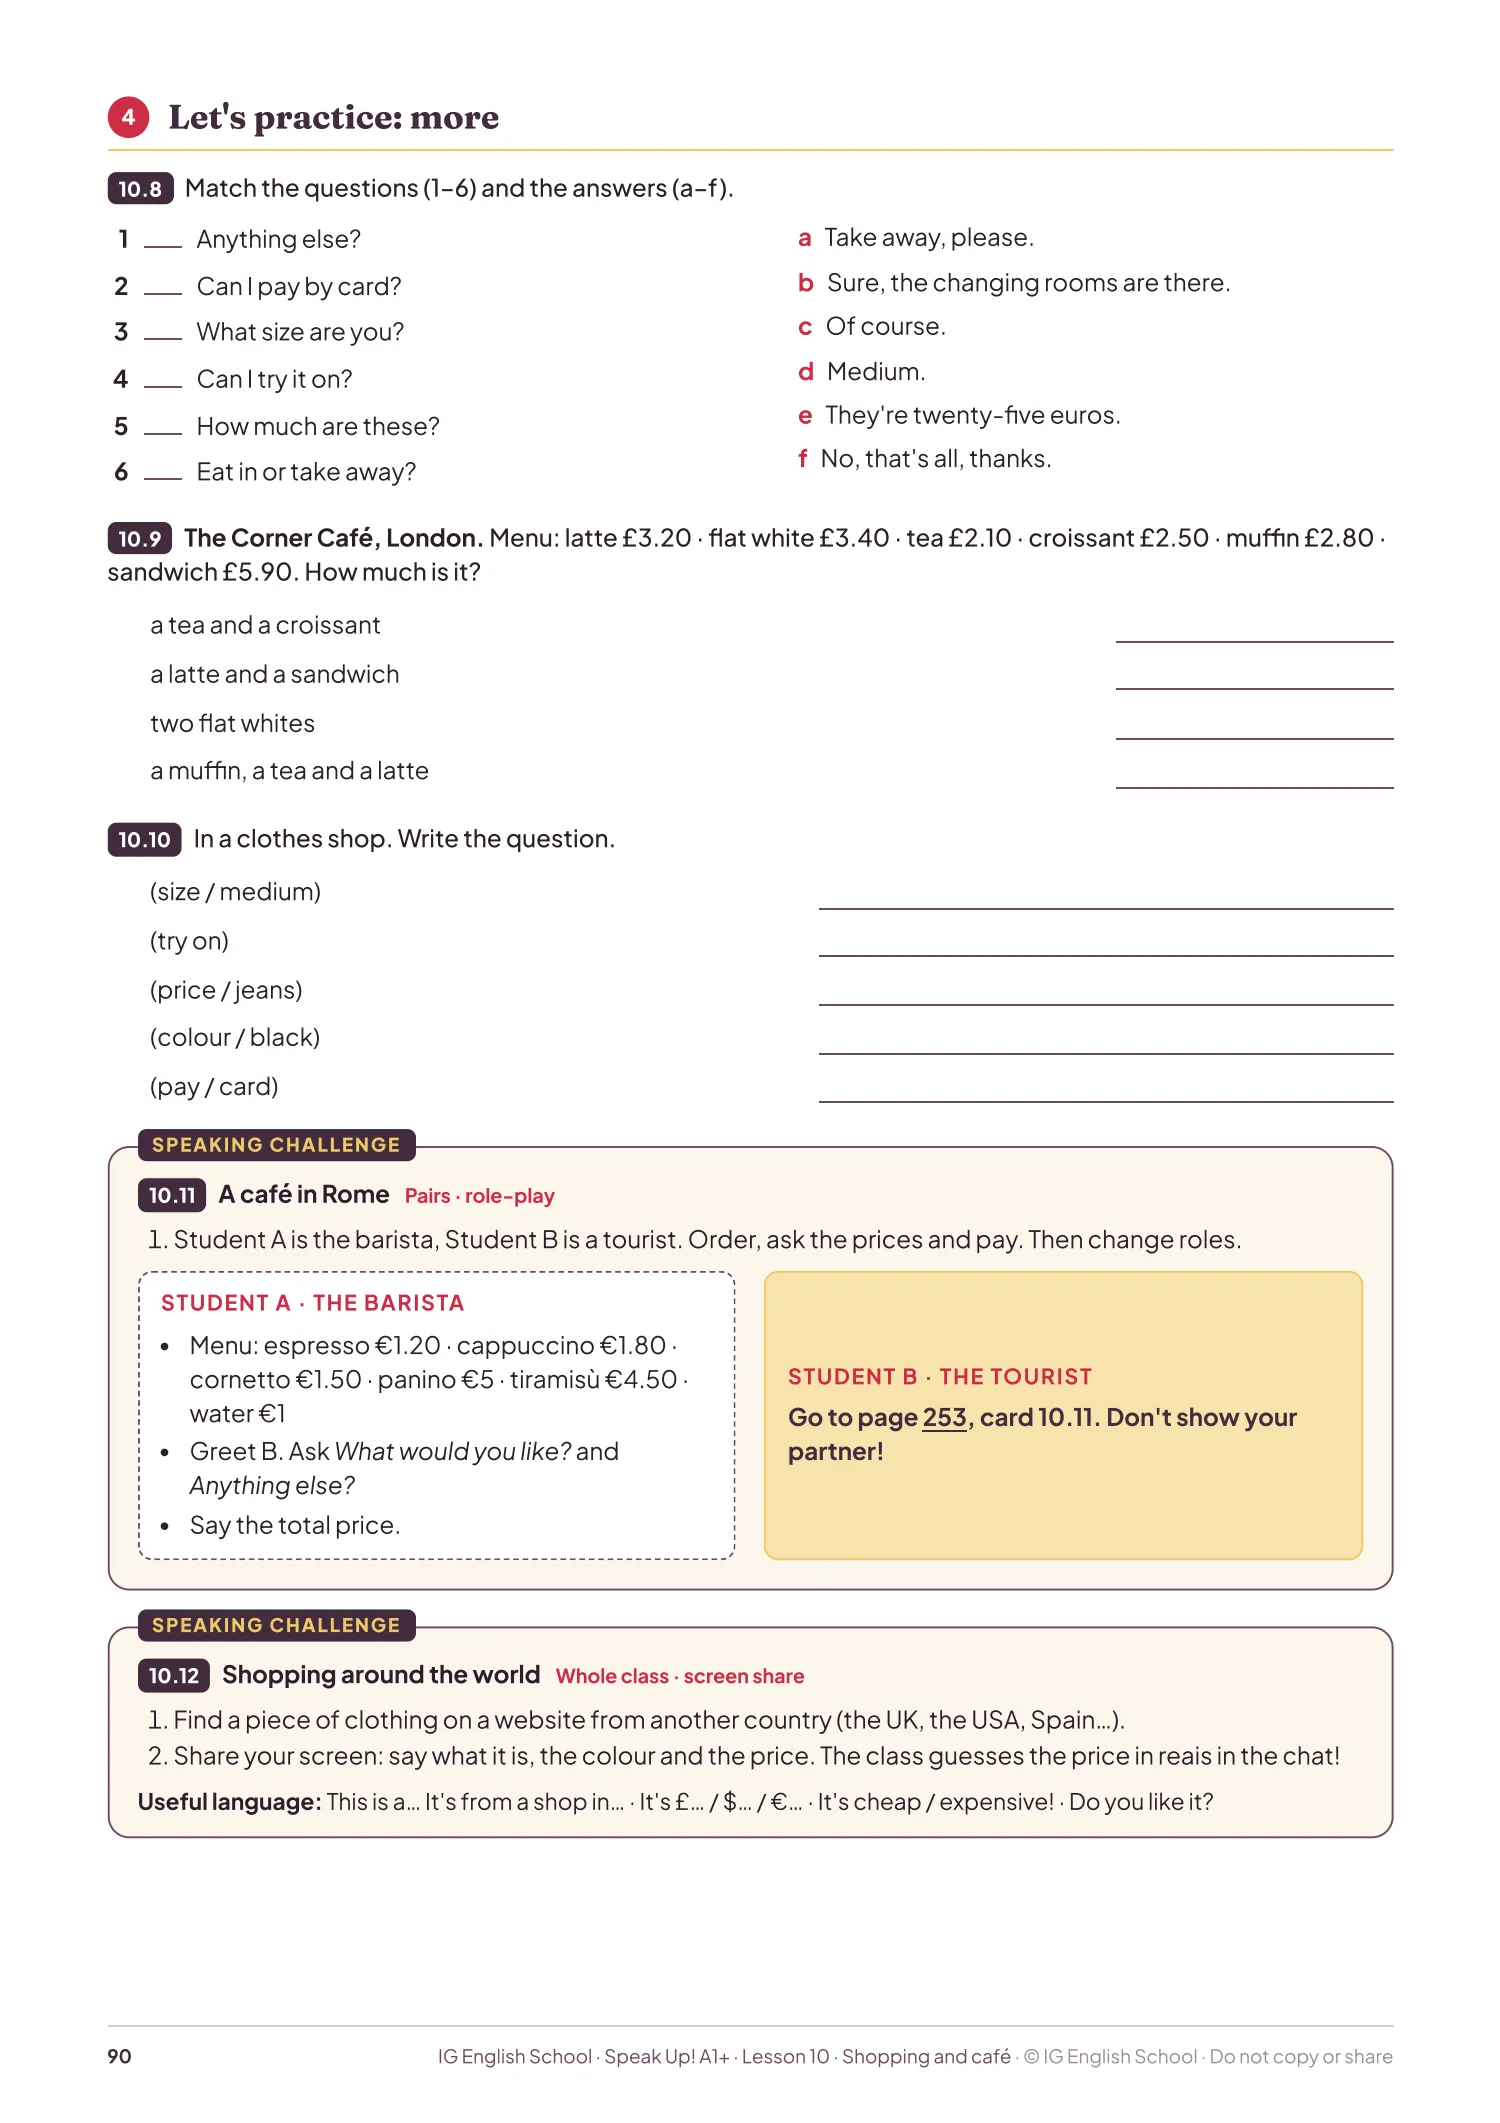 4 Let's practice: more
10.8 Match the questions (1–6) and the answers (a–f).
1 ___ Anything else?
2 ___ Can I pay by card?
3 ___ What size are you?
4 ___ Can I try it on?
5 ___ How much are these?
6 ___ Eat in or take away?
a Take away, please.
b Sure, the changing rooms are there.
c Of course.
d Medium.
e They're twenty-five euros.
f No, that's all, thanks.
10.9 The Corner Café, London. Menu: latte £3.20 · flat white £3.40 · tea £2.10 · croissant £2.50 · muffin £2.80 ·
sandwich £5.90. How much is it?
a tea and a croissant
a latte and a sandwich
two flat whites
a muffin, a tea and a latte
10.10 In a clothes shop. Write the question.
(size / medium)
(try on)
(price / jeans)
(colour / black)
(pay / card)
SPEAKING CHALLENGE
10.11 A café in Rome Pairs · role-play
1. Student A is the barista, Student B is a tourist. Order, ask the prices and pay. Then change roles.
STUDENT A · THE BARISTA
• Menu: espresso €1.20 · cappuccino €1.80 ·
cornetto €1.50 · panino €5 · tiramisù €4.50 ·
water €1
• Greet B. Ask What would you like? and
Anything else?
• Say the total price.
STUDENT B · THE TOURIST
Go to page 253, card 10.11. Don't show your
partner!
SPEAKING CHALLENGE
10.12 Shopping around the world Whole class · screen share
1. Find a piece of clothing on a website from another country (the UK, the USA, Spain…).
2. Share your screen: say what it is, the colour and the price. The class guesses the price in reais in the chat!
Useful language: This is a… It's from a shop in… · It's £… / $… / €… · It's cheap / expensive! · Do you like it?
90 IG English School · Speak Up! A1+ · Lesson 10 · Shopping and café · © IG English School · Do not copy or share